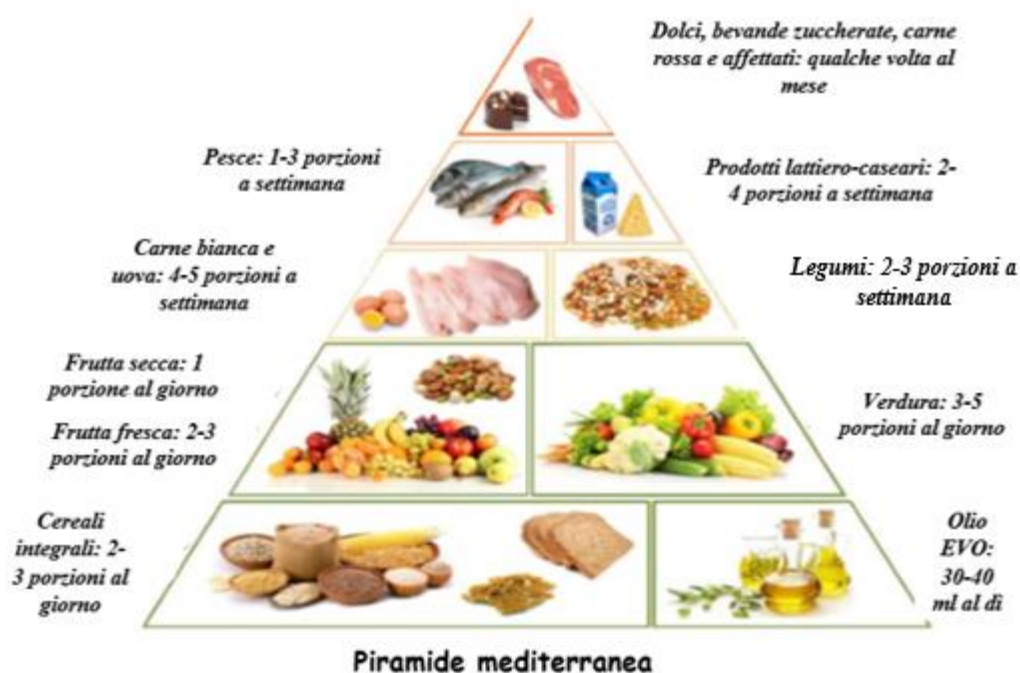 Dolci, bevande zuccherate, carne
rossa e affettati: qualche volta al
mese
Pesce: 1-3 porzioni
a settimana
Prodotti lattiero-caseari: 2-
4 porzioni a settimana
Carne bianca e
uova: 4-5 porzioni a
settimana
Legumi: 2-3 porzioni a
settimana
Frutta secca: 1
porzione al giorno
Frutta fresca: 2-3
porzioni al giorno
Verdura: 3-5
porzioni al giorno
Cereali
integrali: 2-
3 porzioni al
giorno
Olio
EVO:
30-40
ml al dì
Piramide mediterranea